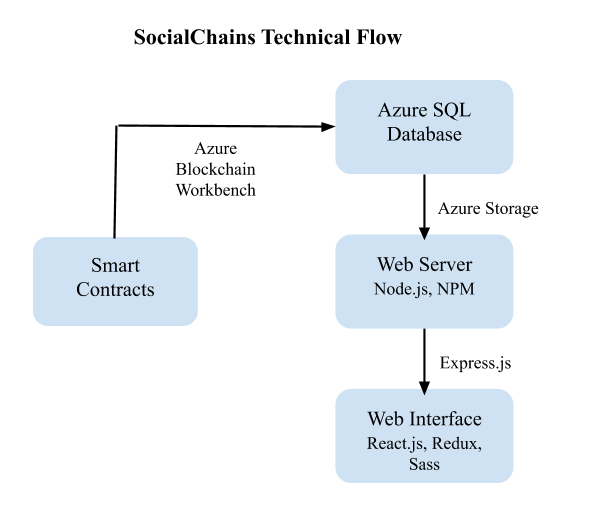 SocialChains Technical Flow
Azure SQL
Database
Azure
Blockchain
Workbench
Azure Storage
Smart
Contracts
Web Server
Node.js, NPM
Express.js
Web Interface
React.js, Redux,
Sass